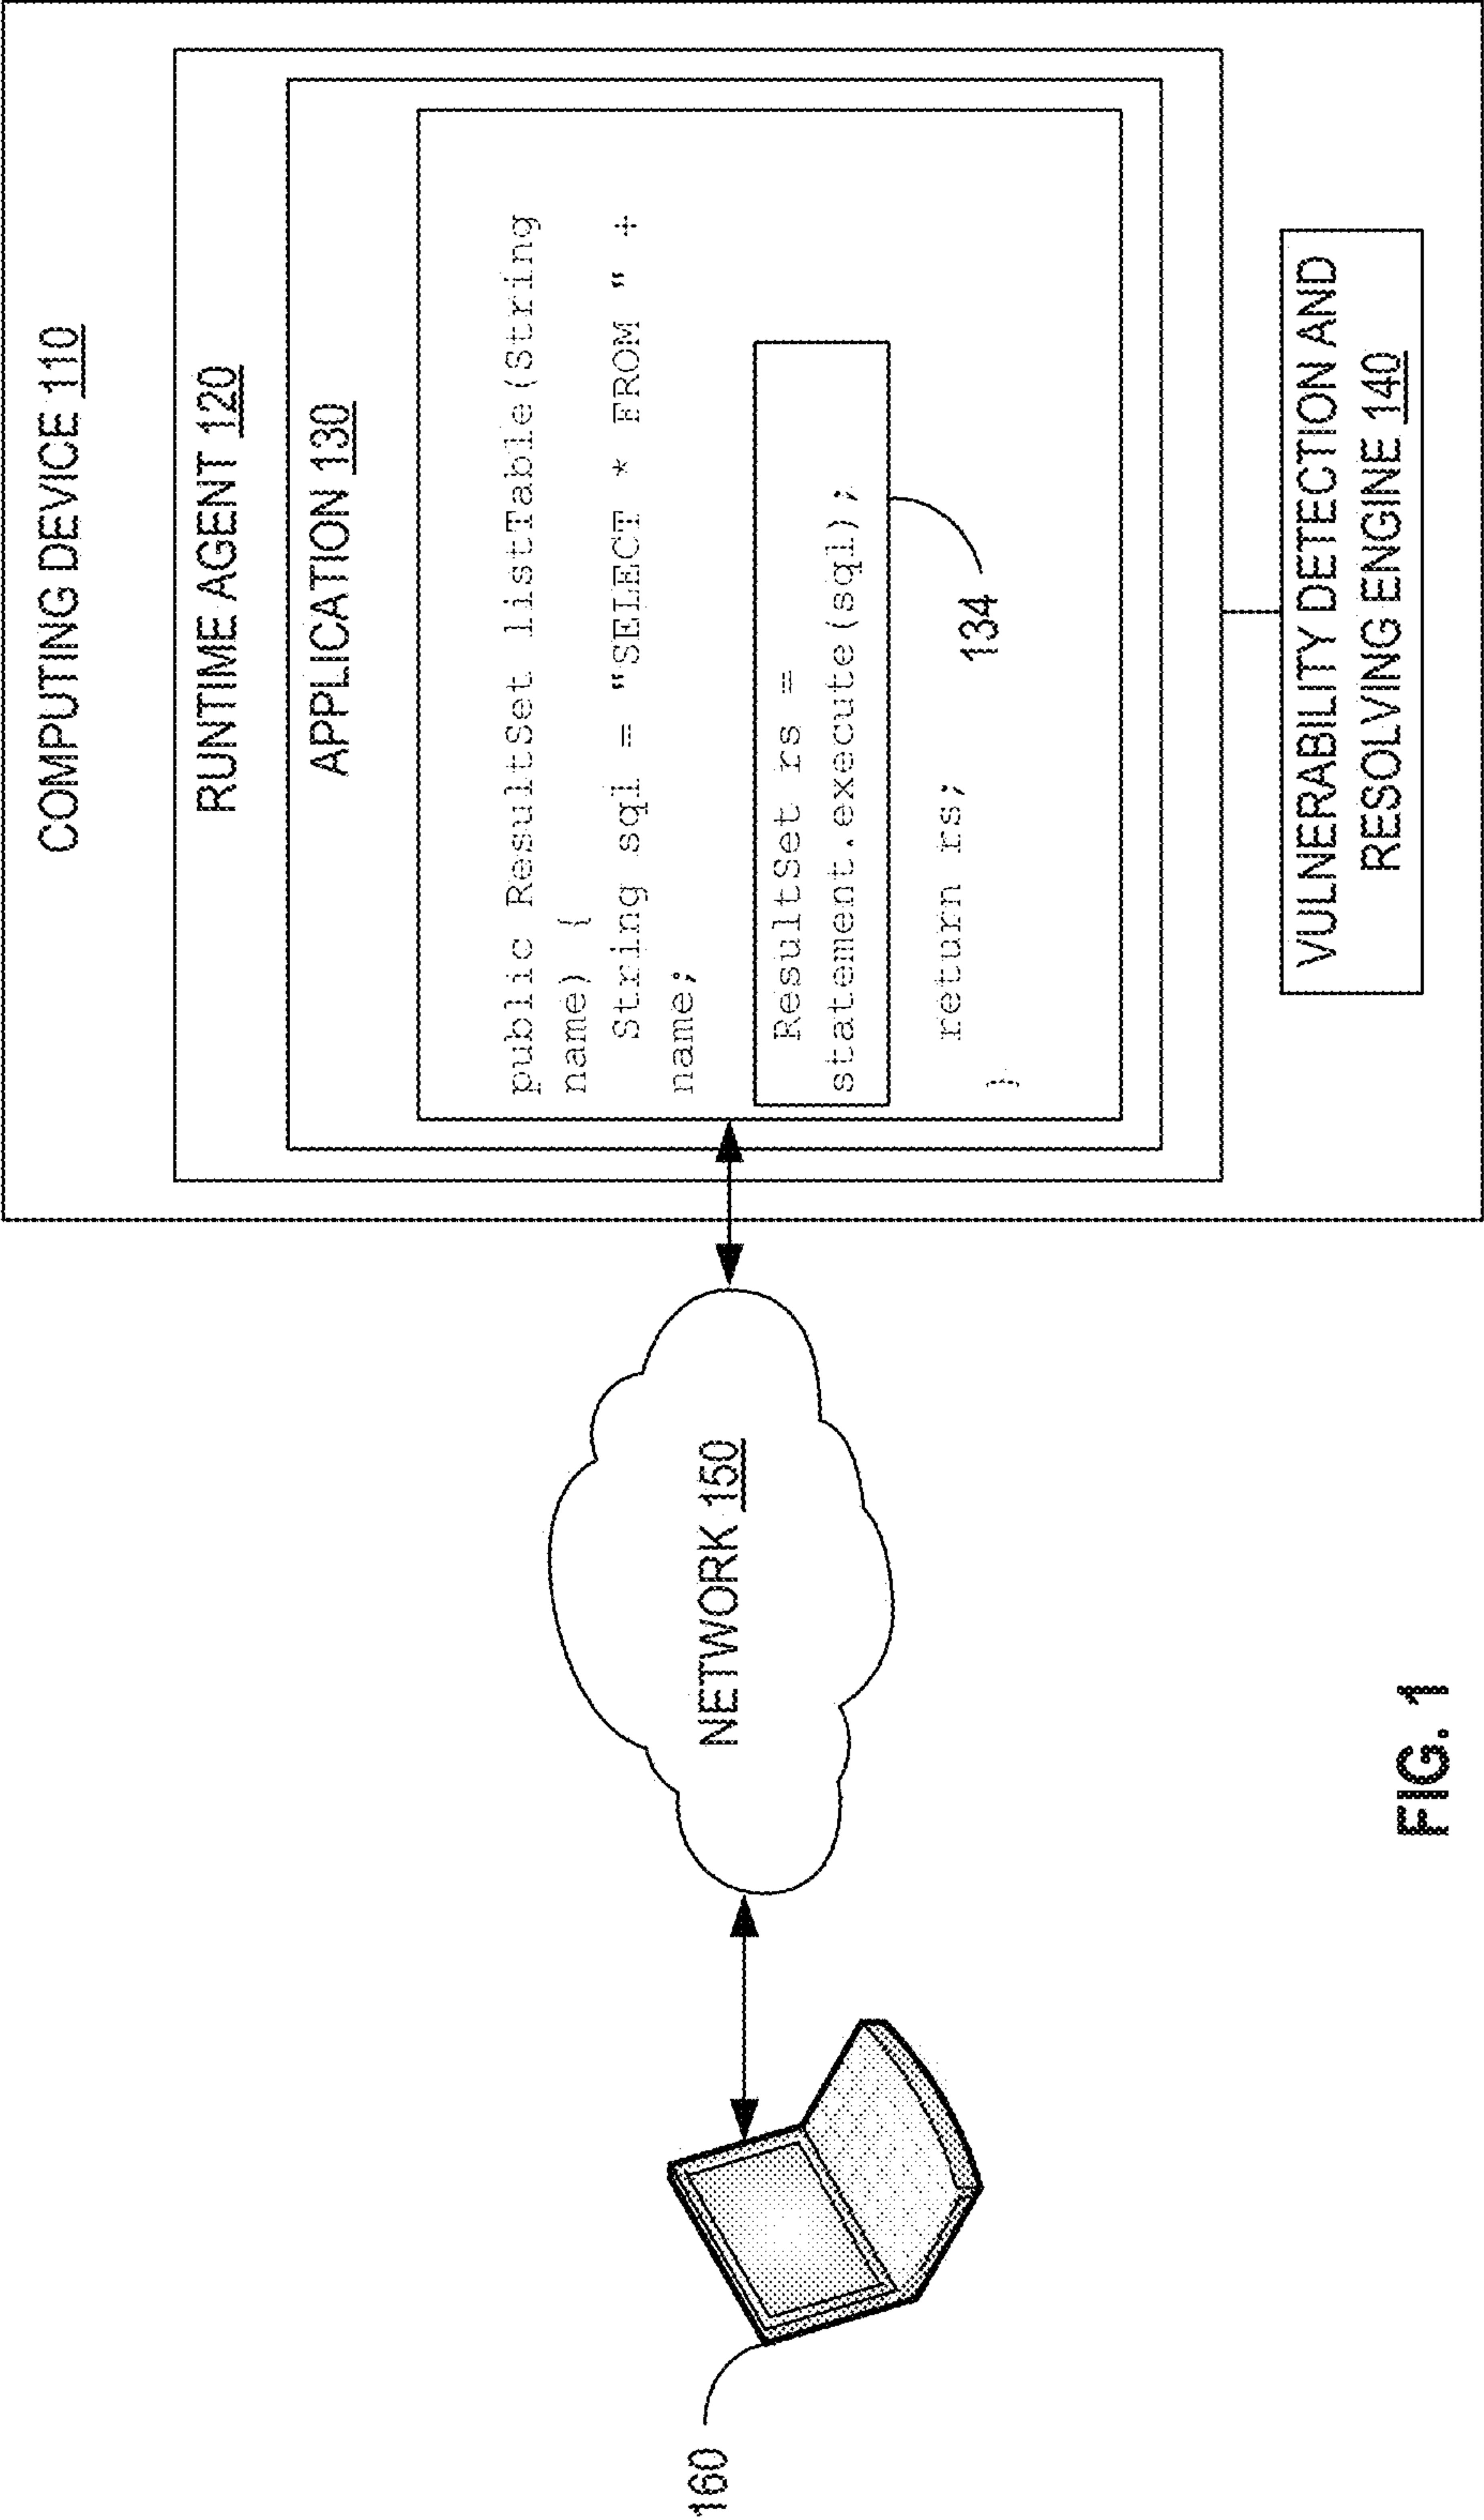 COMPUTING DEVICE 110
RUNTIME AGENT 120
APPLICATION 130
public ResultSet listTable(String
name) {
String sql = "SELECT * FROM " +
name;
ResultSet rs =
statement.execute(sql);
134
return rs;
}
VULNERABILITY DETECTION AND
RESOLVING ENGINE 140
NETWORK 150
160
FIG. 1